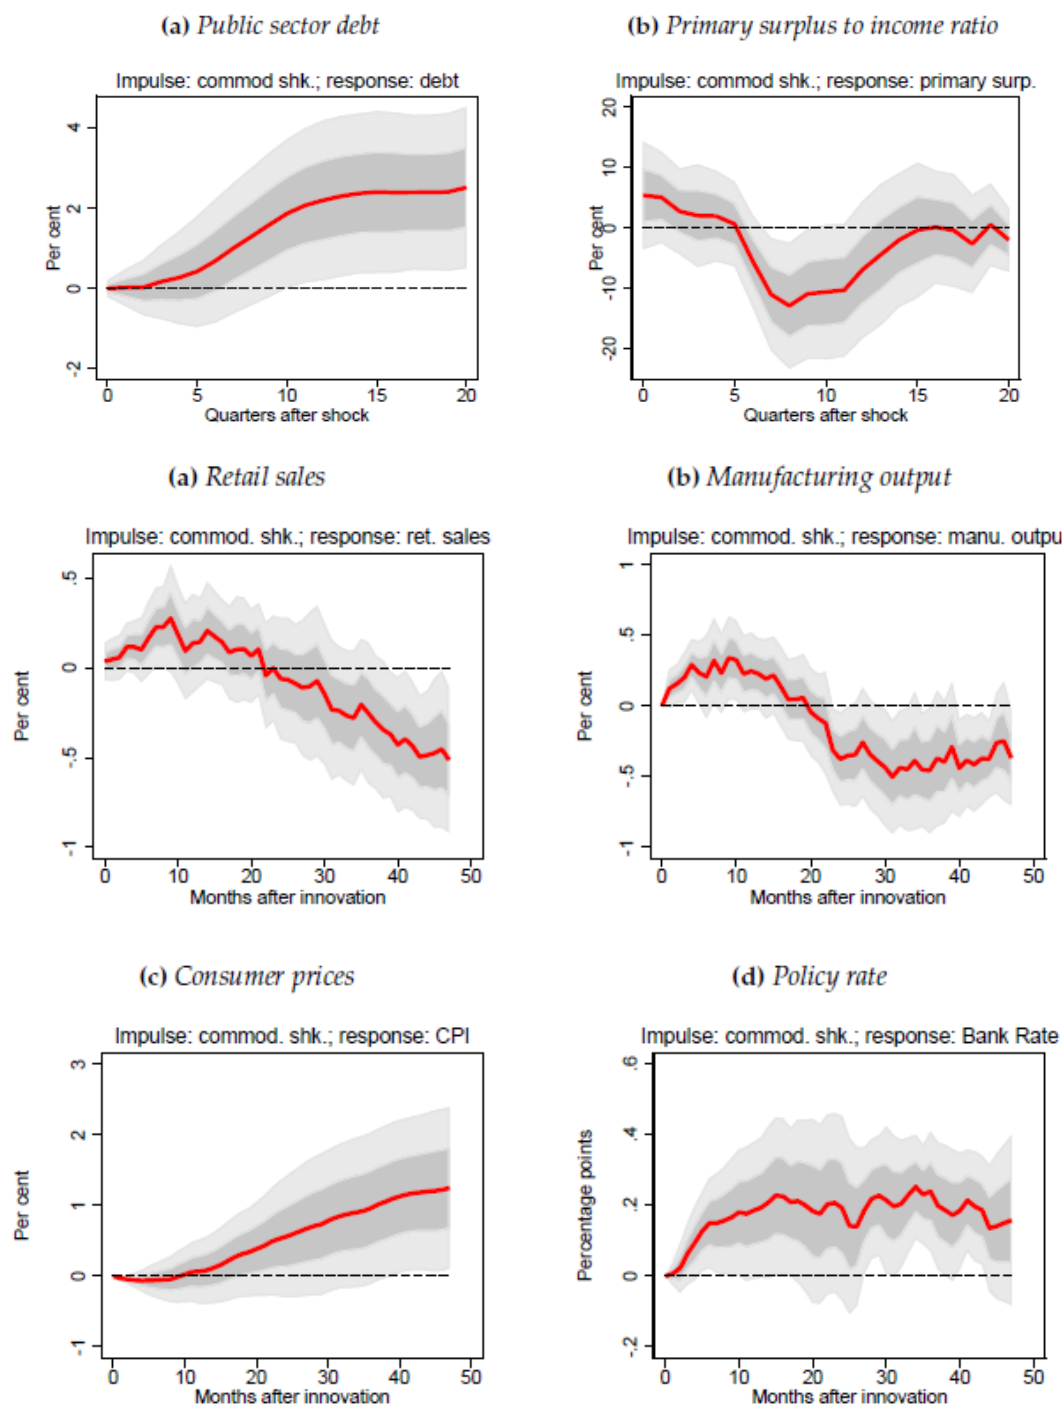 (a) Public sector debt
(b) Primary surplus to income ratio
Impulse: commod shk.; response: debt
Per cent
4
2
0
-2
0 5 10 15 20
Quarters after shock
Impulse: commod shk.; response: primary surp.
Per cent
20
10
0
-10
-20
0 5 10 15 20
Quarters after shock
(a) Retail sales
(b) Manufacturing output
Impulse: commod. shk.; response: ret. sales
Per cent
.5
0
-.5
-1
0 10 20 30 40 50
Months after innovation
Impulse: commod. shk.; response: manu. outpu
Per cent
1
.5
0
-.5
-1
0 10 20 30 40 50
Months after innovation
(c) Consumer prices
(d) Policy rate
Impulse: commod. shk.; response: CPI
Per cent
3
2
1
0
-1
0 10 20 30 40 50
Months after innovation
Impulse: commod. shk.; response: Bank Rate
Percentage points
.6
.4
.2
0
-.2
0 10 20 30 40 50
Months after innovation